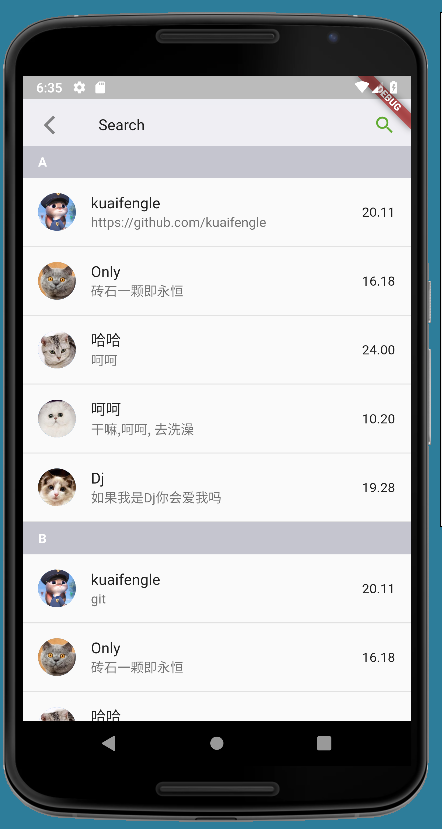 6:35
DEBUG
Search
A
kuaifengle
20.11
https://github.com/kuaifengle
Only
16.18
砖石一颗即永恒
哈哈
24.00
呵呵
呵呵
10.20
干嘛,呵呵, 去洗澡
Dj
19.28
如果我是Dj你会爱我吗
B
kuaifengle
20.11
git
Only
16.18
砖石一颗即永恒
哈哈